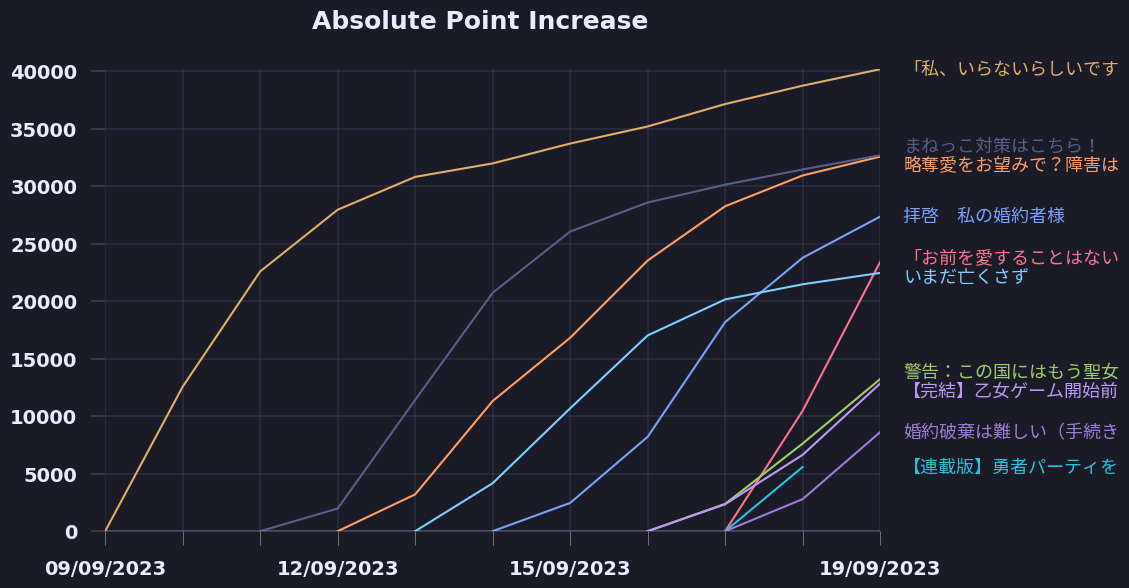 Absolute Point Increase
40000
35000
30000
25000
20000
15000
10000
5000
0
09/09/2023
12/09/2023
15/09/2023
19/09/2023
「私、いらないらしいです
まねっこ対策はこちら！
略奪愛をお望みで？障害は
拝啓　私の婚約者様
「お前を愛することはない
いまだ亡くさず
警告：この国にはもう聖女
【完結】乙女ゲーム開始前
婚約破棄は難しい（手続き
【連載版】勇者パーティを